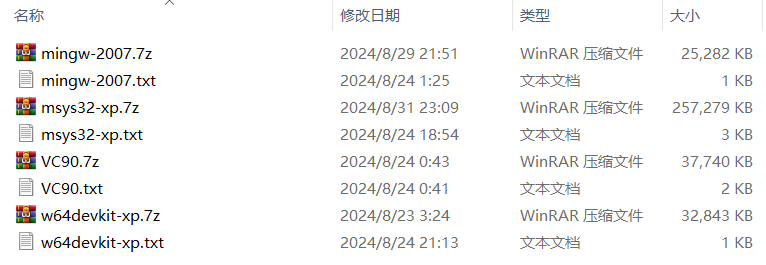 名称 修改日期 类型 大小
mingw-2007.7z 2024/8/29 21:51 WinRAR 压缩文件 25,282 KB
mingw-2007.txt 2024/8/24 1:25 文本文档 1 KB
msys32-xp.7z 2024/8/31 23:09 WinRAR 压缩文件 257,279 KB
msys32-xp.txt 2024/8/24 18:54 文本文档 3 KB
VC90.7z 2024/8/24 0:43 WinRAR 压缩文件 37,740 KB
VC90.txt 2024/8/24 0:41 文本文档 2 KB
w64devkit-xp.7z 2024/8/23 3:24 WinRAR 压缩文件 32,843 KB
w64devkit-xp.txt 2024/8/24 21:13 文本文档 1 KB